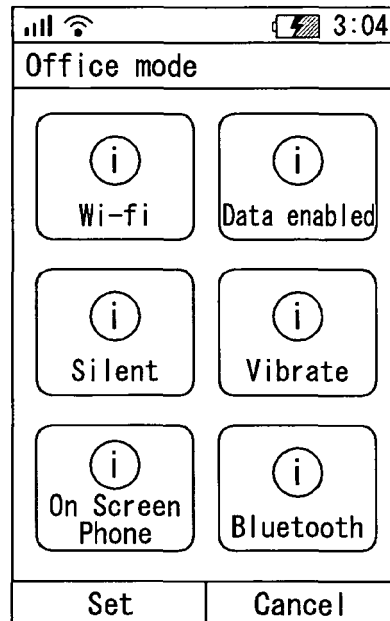 3:04
Office mode
i
i
Wi-fi
Data enabled
i
i
Silent
Vibrate
i
i
On Screen
Phone
Bluetooth
Set
Cancel